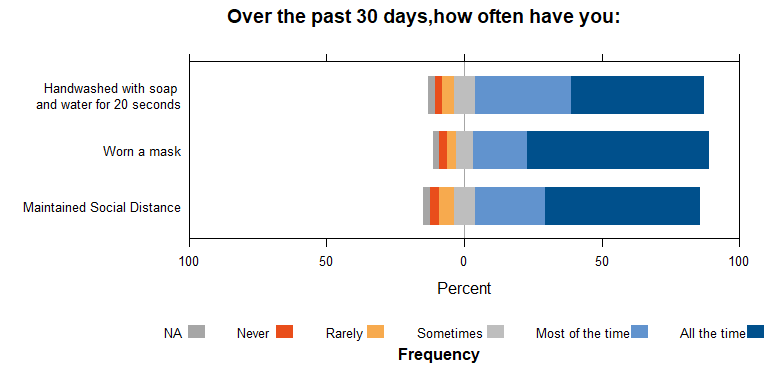 Over the past 30 days,how often have you:
Handwashed with soap
and water for 20 seconds
Worn a mask
Maintained Social Distance
100 50 0 50 100
Percent
NA Never Rarely Sometimes Most of the time All the time
Frequency